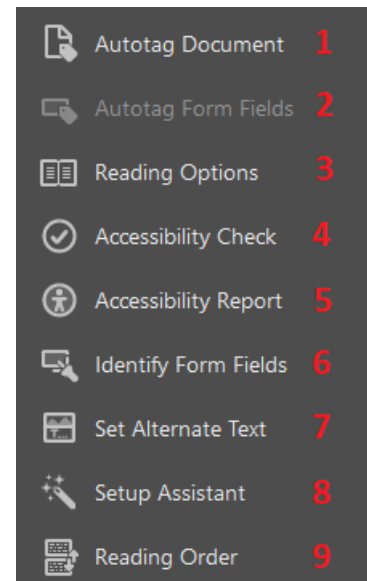 Autotag Document 1
Autotag Form Fields 2
Reading Options 3
Accessibility Check 4
Accessibility Report 5
Identify Form Fields 6
Set Alternate Text 7
Setup Assistant 8
Reading Order 9